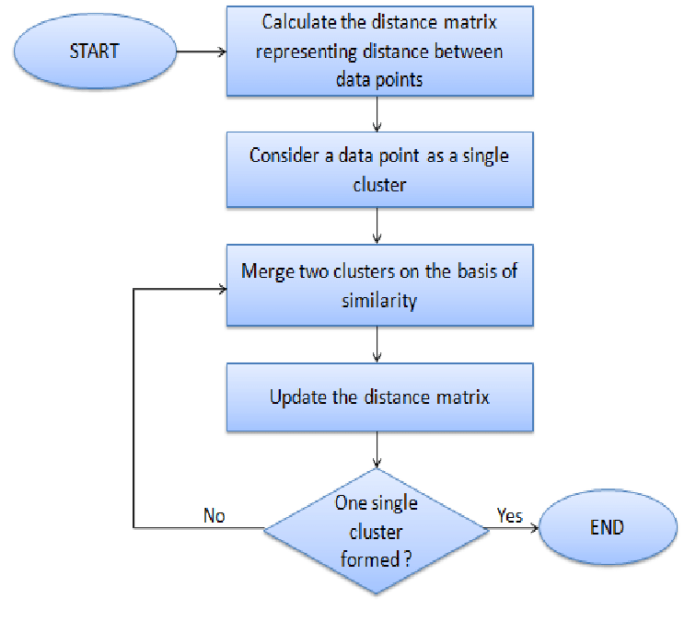 START
Calculate the distance matrix
representing distance between
data points
Consider a data point as a single
cluster
Merge two clusters on the basis of
similarity
Update the distance matrix
One single
cluster
formed ?
No
Yes
END